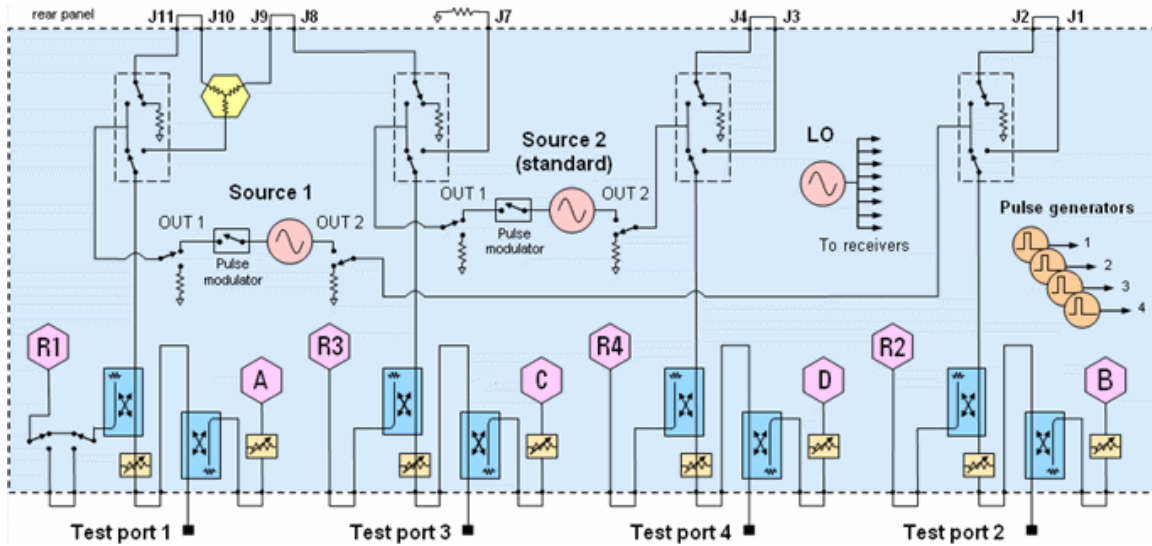 rear panel
J11 J10 J9 J8 J7 J4 J3 J2 J1
Source 1
OUT 1
OUT 2
Pulse
modulator
Source 2
(standard)
OUT 1
OUT 2
Pulse
modulator
LO
To receivers
Pulse generators
1
2
3
4
R1 A R3 C R4 D R2 B
Test port 1 Test port 3 Test port 4 Test port 2